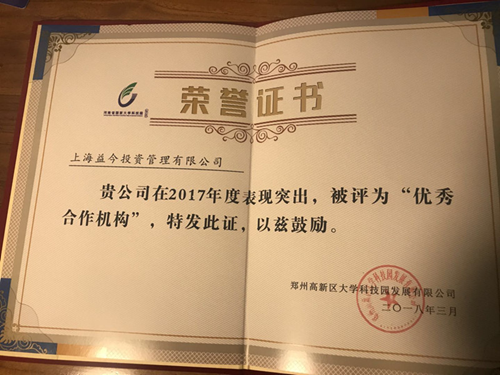 荣誉证书
上海益今投资管理有限公司
贵公司在2017年度表现突出，被评为“优秀
合作机构”，特发此证，以兹鼓励。
郑州高新区大学科技园发展有限公司
二〇一八年三月